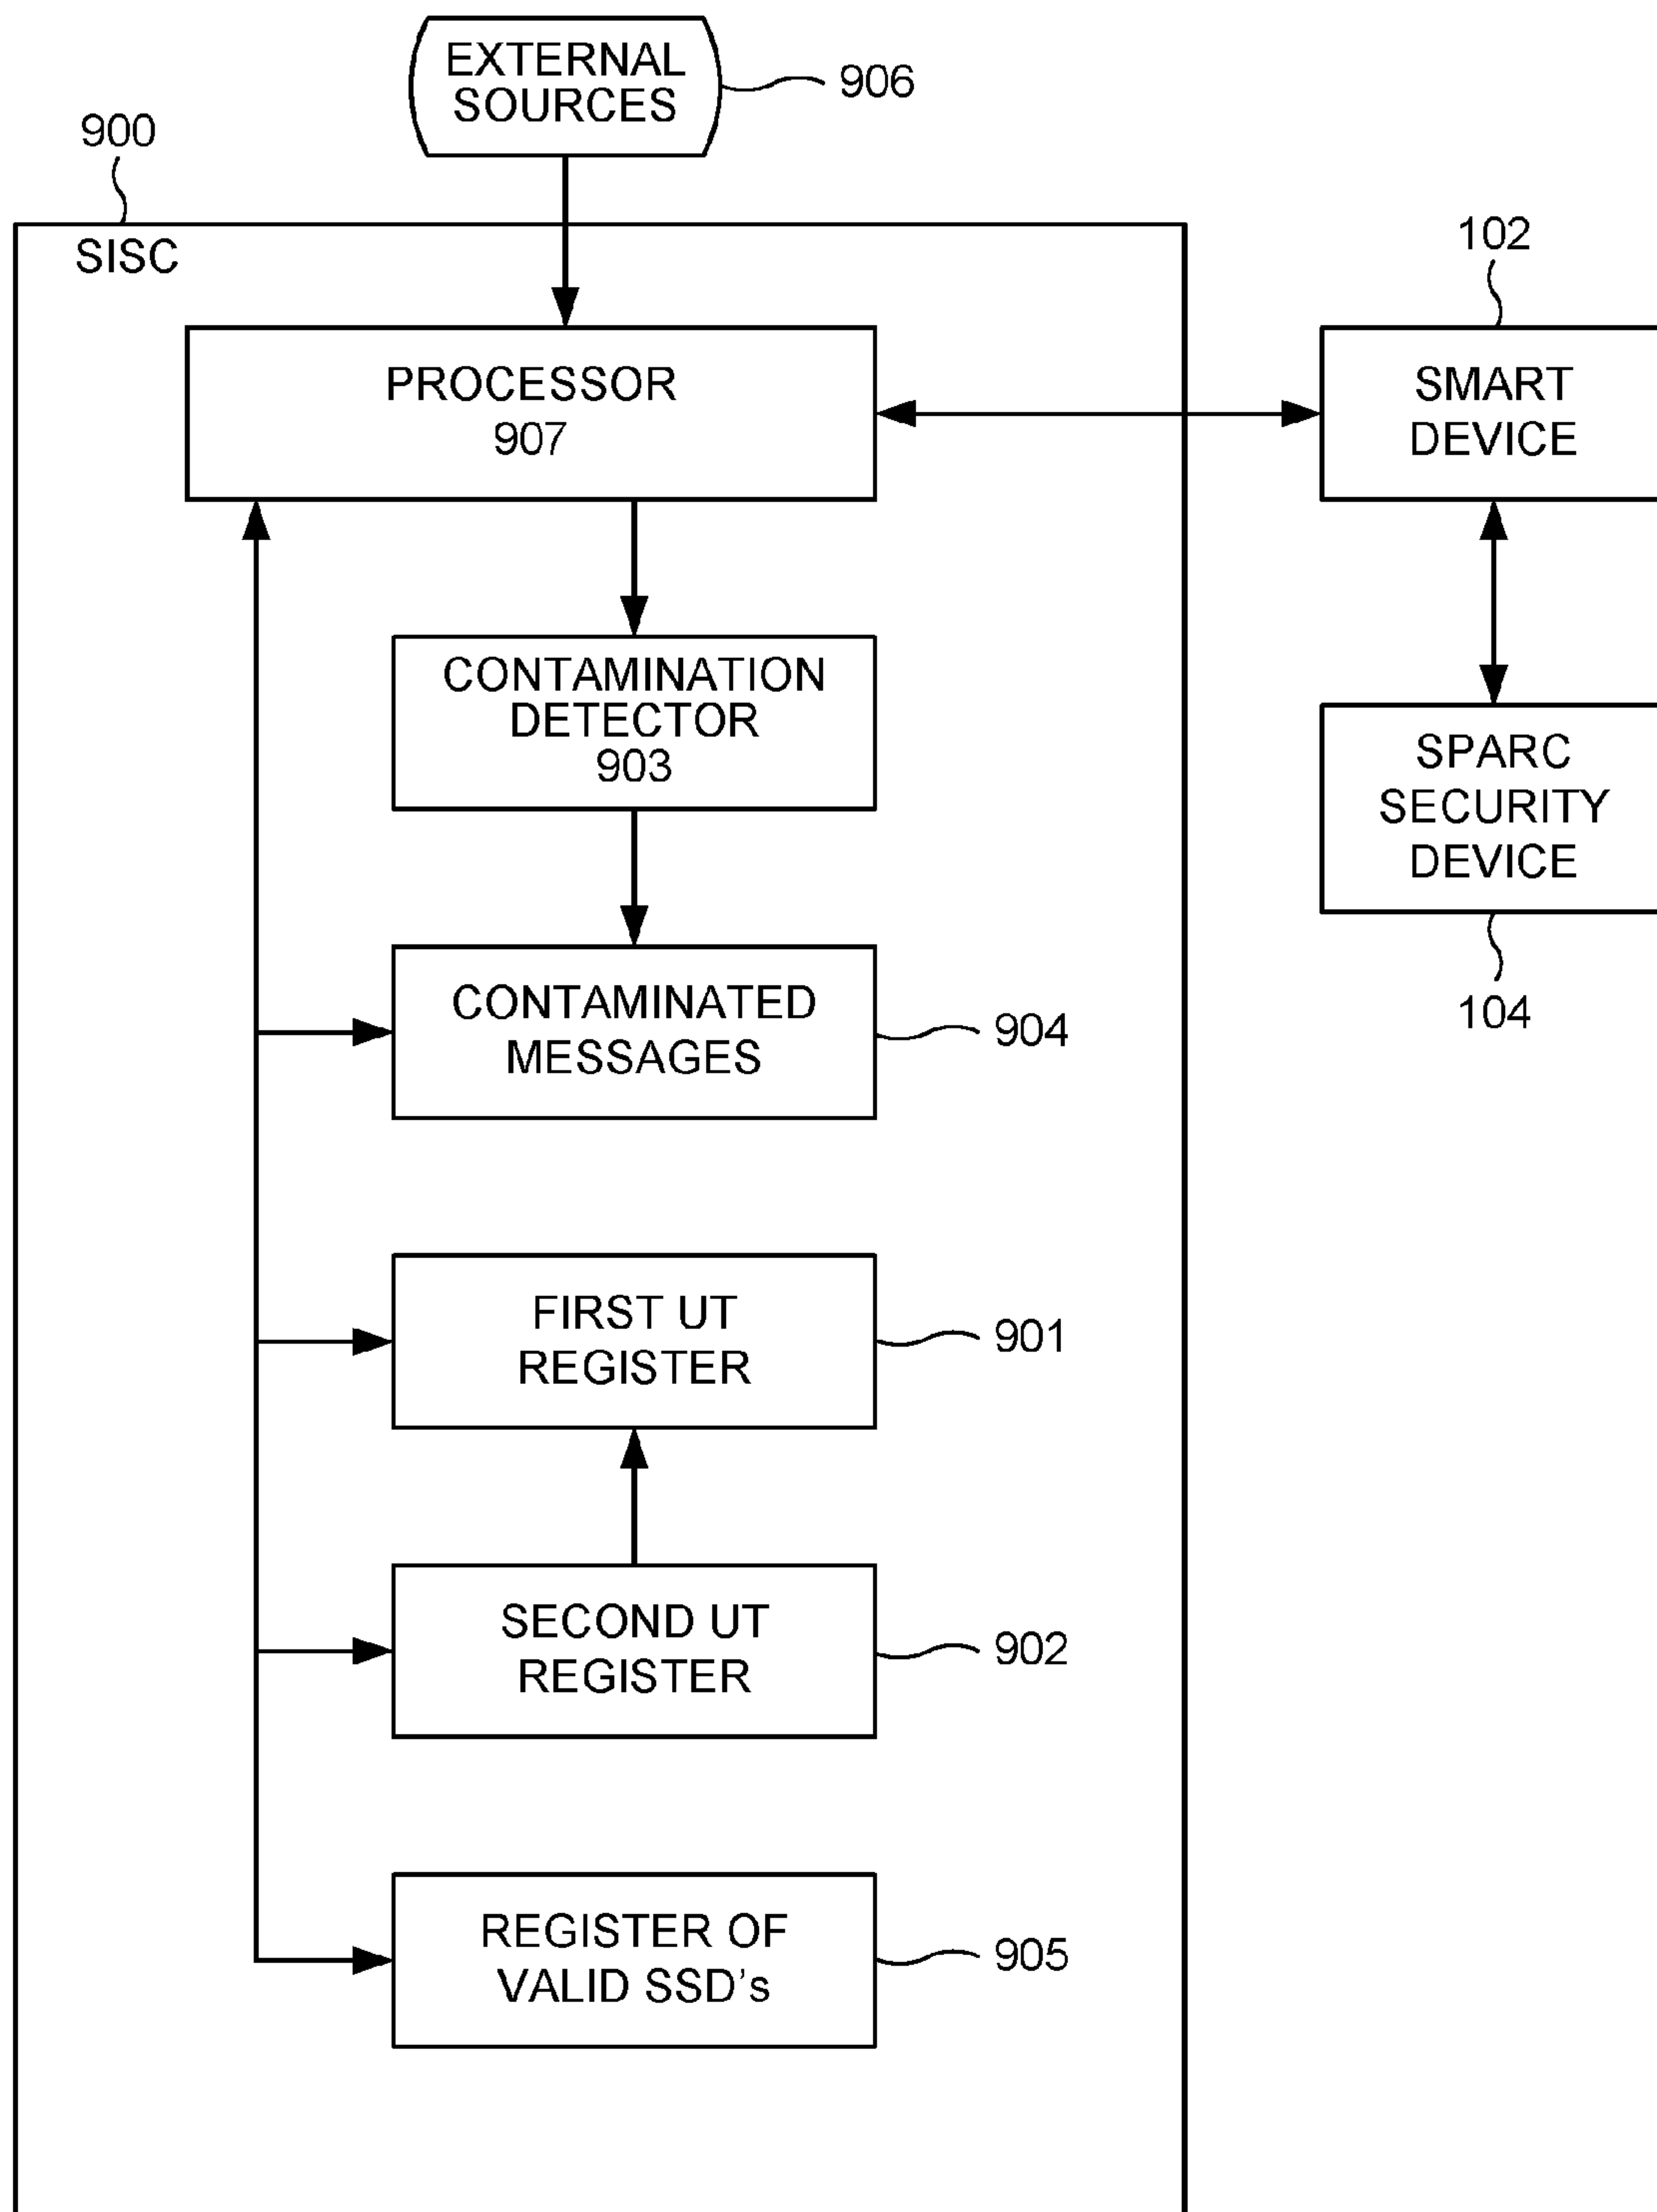 EXTERNAL
SOURCES
906
900
SISC
102
PROCESSOR
907
SMART
DEVICE
CONTAMINATION
DETECTOR
903
SPARC
SECURITY
DEVICE
104
CONTAMINATED
MESSAGES
904
FIRST UT
REGISTER
901
SECOND UT
REGISTER
902
REGISTER OF
VALID SSD's
905